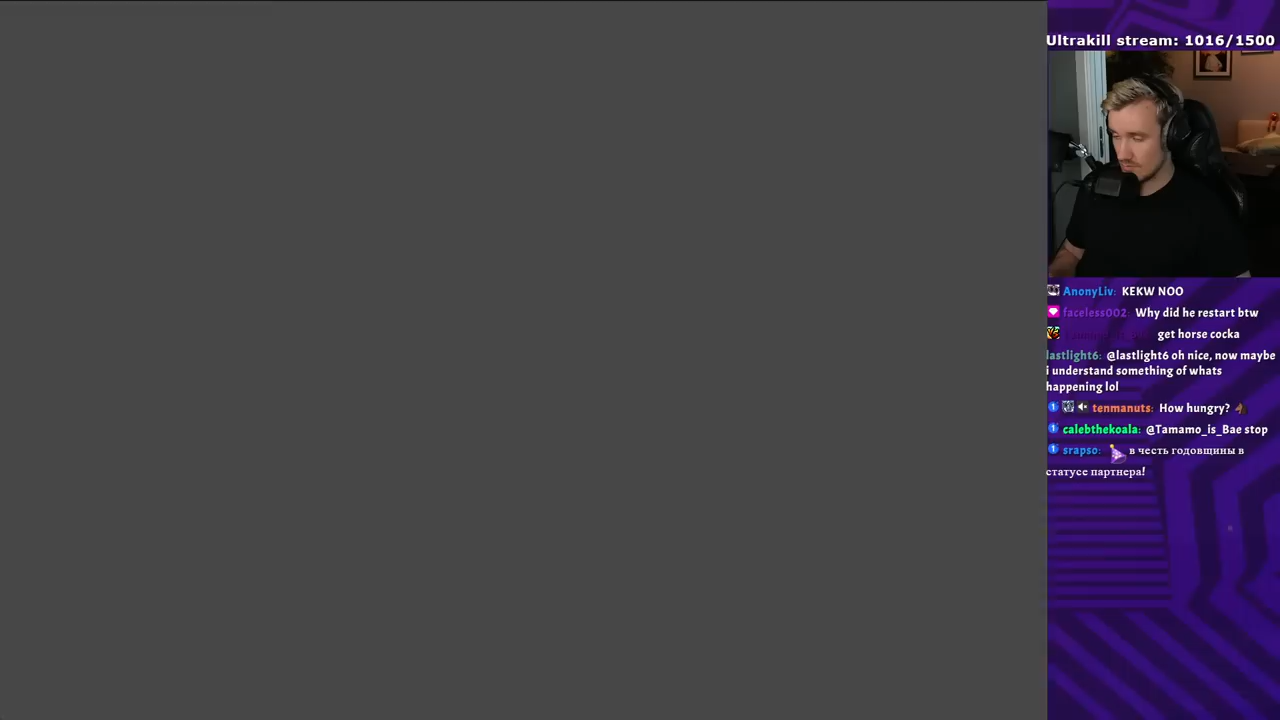 Ultrakill stream: 1016/1500
AnonyLiv: KEKW NOO
faceless002: Why did he restart btw
get horse cocka
lastlight6: @lastlight6 oh nice, now maybe
i understand something of whats
happening lol
tenmanuts: How hungry?
calebthekoala: @Tamamo_is_Bae stop
srapso: в честь годовщины в
статусе партнера!